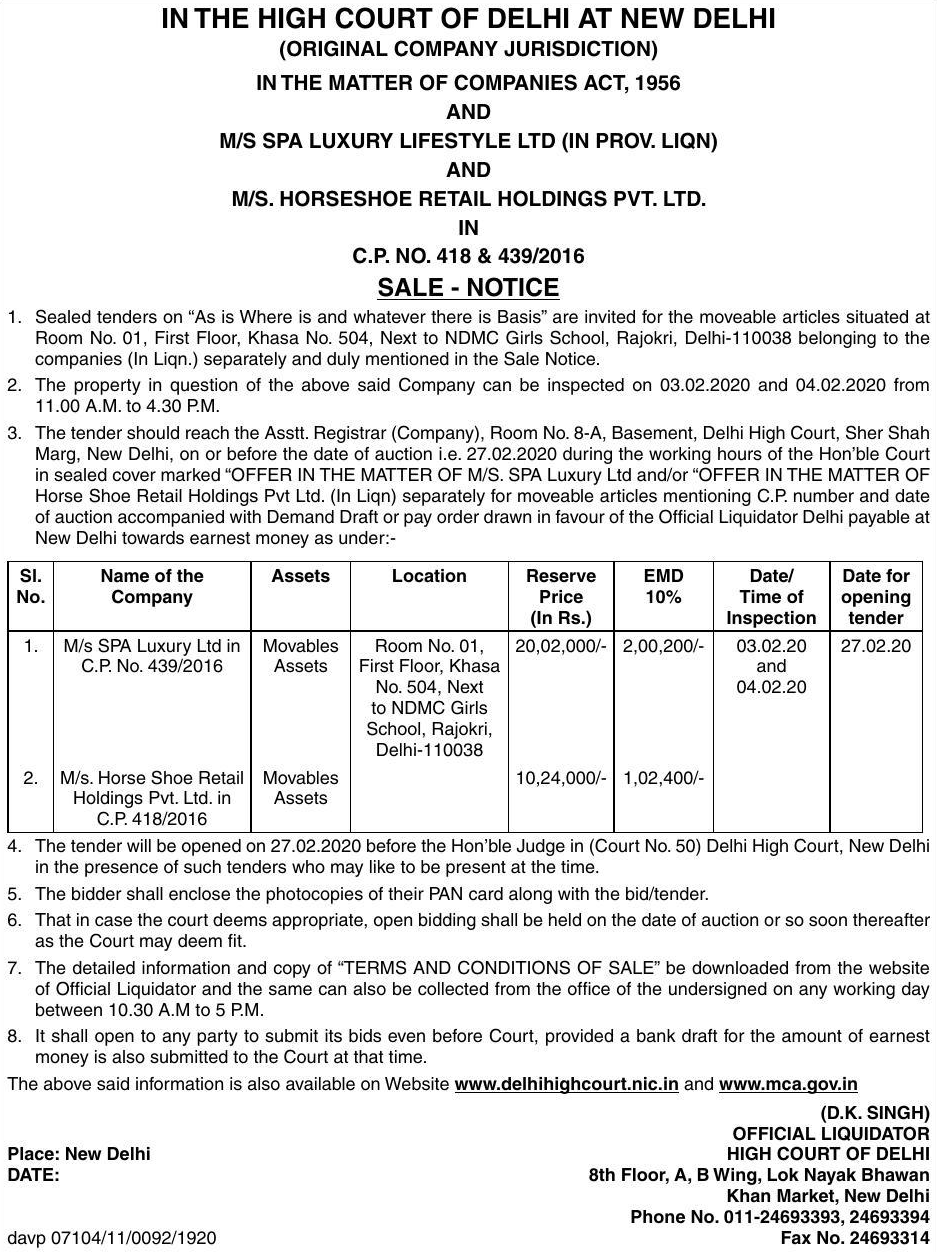 IN THE HIGH COURT OF DELHI AT NEW DELHI
(ORIGINAL COMPANY JURISDICTION)
IN THE MATTER OF COMPANIES ACT, 1956
AND
M/S SPA LUXURY LIFESTYLE LTD (IN PROV. LIQN)
AND
M/S. HORSESHOE RETAIL HOLDINGS PVT. LTD.
IN
C.P. NO. 418 & 439/2016
SALE - NOTICE
1. Sealed tenders on “As is Where is and whatever there is Basis” are invited for the moveable articles situated at
Room No. 01, First Floor, Khasa No. 504, Next to NDMC Girls School, Rajokri, Delhi-110038 belonging to the
companies (In Liqn.) separately and duly mentioned in the Sale Notice.
2. The property in question of the above said Company can be inspected on 03.02.2020 and 04.02.2020 from
11.00 A.M. to 4.30 P.M.
3. The tender should reach the Asstt. Registrar (Company), Room No. 8-A, Basement, Delhi High Court, Sher Shah
Marg, New Delhi, on or before the date of auction i.e. 27.02.2020 during the working hours of the Hon’ble Court
in sealed cover marked “OFFER IN THE MATTER OF M/S. SPA Luxury Ltd and/or “OFFER IN THE MATTER OF
Horse Shoe Retail Holdings Pvt Ltd. (In Liqn) separately for moveable articles mentioning C.P. number and date
of auction accompanied with Demand Draft or pay order drawn in favour of the Official Liquidator Delhi payable at
New Delhi towards earnest money as under:-
Sl. No. Name of the Company Assets Location Reserve Price (In Rs.) EMD 10% Date/ Time of Inspection Date for opening tender
1. M/s SPA Luxury Ltd in C.P. No. 439/2016 Movables Assets Room No. 01, First Floor, Khasa No. 504, Next to NDMC Girls School, Rajokri, Delhi-110038 20,02,000/- 2,00,200/- 03.02.20 and 04.02.20 27.02.20
2. M/s. Horse Shoe Retail Holdings Pvt. Ltd. in C.P. 418/2016 Movables Assets 10,24,000/- 1,02,400/-
4. The tender will be opened on 27.02.2020 before the Hon’ble Judge in (Court No. 50) Delhi High Court, New Delhi
in the presence of such tenders who may like to be present at the time.
5. The bidder shall enclose the photocopies of their PAN card along with the bid/tender.
6. That in case the court deems appropriate, open bidding shall be held on the date of auction or so soon thereafter
as the Court may deem fit.
7. The detailed information and copy of “TERMS AND CONDITIONS OF SALE” be downloaded from the website
of Official Liquidator and the same can also be collected from the office of the undersigned on any working day
between 10.30 A.M to 5 P.M.
8. It shall open to any party to submit its bids even before Court, provided a bank draft for the amount of earnest
money is also submitted to the Court at that time.
The above said information is also available on Website www.delhihighcourt.nic.in and www.mca.gov.in
(D.K. SINGH)
OFFICIAL LIQUIDATOR
Place: New Delhi HIGH COURT OF DELHI
DATE: 8th Floor, A, B Wing, Lok Nayak Bhawan
Khan Market, New Delhi
Phone No. 011-24693393, 24693394
davp 07104/11/0092/1920 Fax No. 24693314